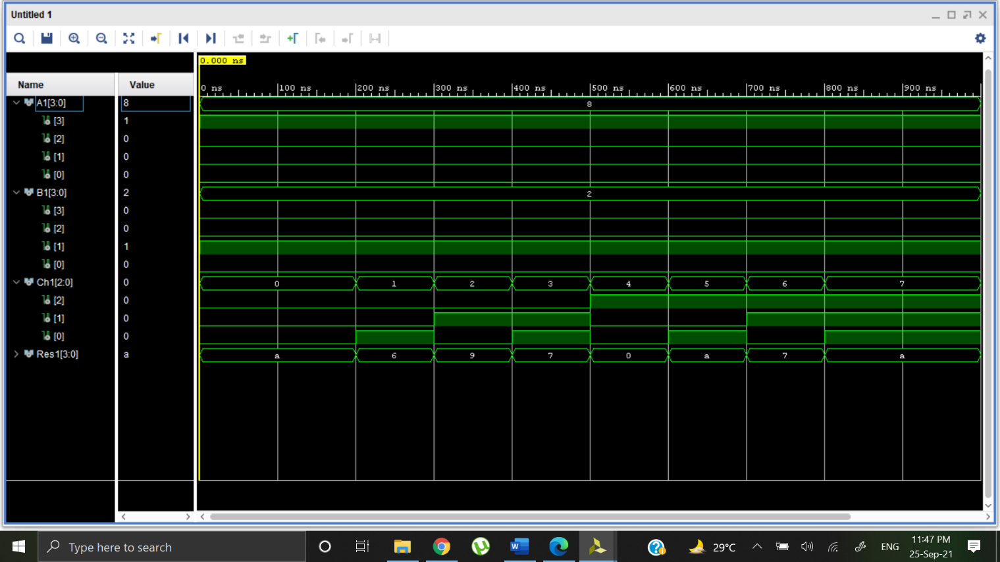 Untitled 1
0.000 ns
Name Value
0 ns 100 ns 200 ns 300 ns 400 ns 500 ns 600 ns 700 ns 800 ns 900 ns
A1[3:0] 8 8
[3] 1
[2] 0
[1] 0
[0] 0
B1[3:0] 2 2
[3] 0
[2] 0
[1] 1
[0] 0
Ch1[2:0] 0 0 1 2 3 4 5 6 7
[2] 0
[1] 0
[0] 0
Res1[3:0] a a 6 9 7 0 a 7 a
Type here to search
W
29°C
ENG
11:47 PM
25-Sep-21